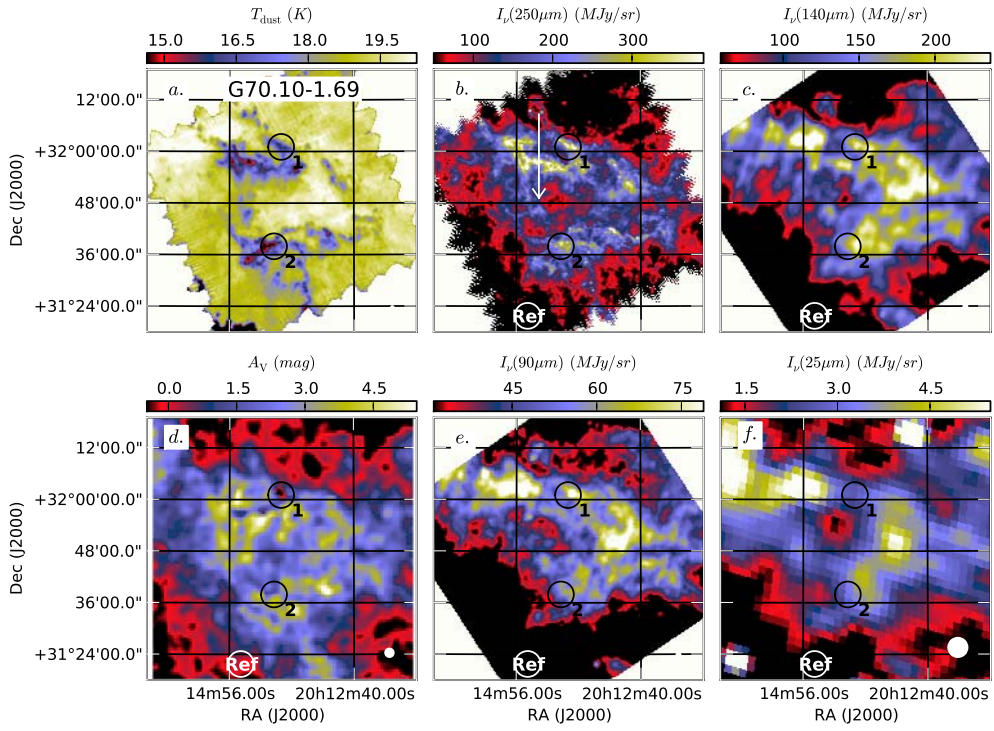 T_dust (K)
I_ν(250μm) (MJy/sr)
I_ν(140μm) (MJy/sr)
15.0 16.5 18.0 19.5
100 200 300
100 150 200
a. G70.10-1.69
b.
c.
12'00.0"
+32°00'00.0"
48'00.0"
36'00.0"
+31°24'00.0"
Dec (J2000)
1
2
1
2
Ref
1
2
Ref
A_V (mag)
I_ν(90μm) (MJy/sr)
I_ν(25μm) (MJy/sr)
0.0 1.5 3.0 4.5
45 60 75
1.5 3.0 4.5
d.
e.
f.
12'00.0"
+32°00'00.0"
48'00.0"
36'00.0"
+31°24'00.0"
Dec (J2000)
1
2
Ref
1
2
Ref
1
2
Ref
14m56.00s 20h12m40.00s
14m56.00s 20h12m40.00s
14m56.00s 20h12m40.00s
RA (J2000)
RA (J2000)
RA (J2000)